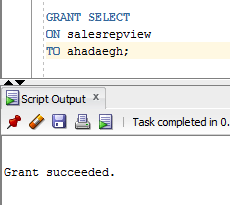 GRANT SELECT
ON salesrepview
TO ahadaegh;
Script Output x
Task completed in 0.
Grant succeeded.